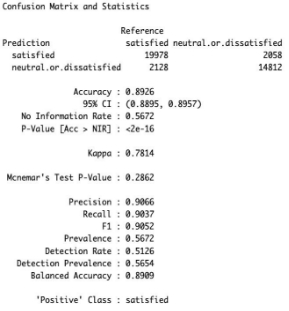 Confusion Matrix and Statistics
Reference
Prediction satisfied neutral.or.dissatisfied
satisfied 19978 2058
neutral.or.dissatisfied 2128 14812
Accuracy : 0.8926
95% CI : (0.8895, 0.8957)
No Information Rate : 0.5672
P-Value [Acc > NIR] : <2e-16
Kappa : 0.7814
Mcnemar's Test P-Value : 0.2862
Precision : 0.9066
Recall : 0.9037
F1 : 0.9052
Prevalence : 0.5672
Detection Rate : 0.5126
Detection Prevalence : 0.5654
Balanced Accuracy : 0.8909
'Positive' Class : satisfied